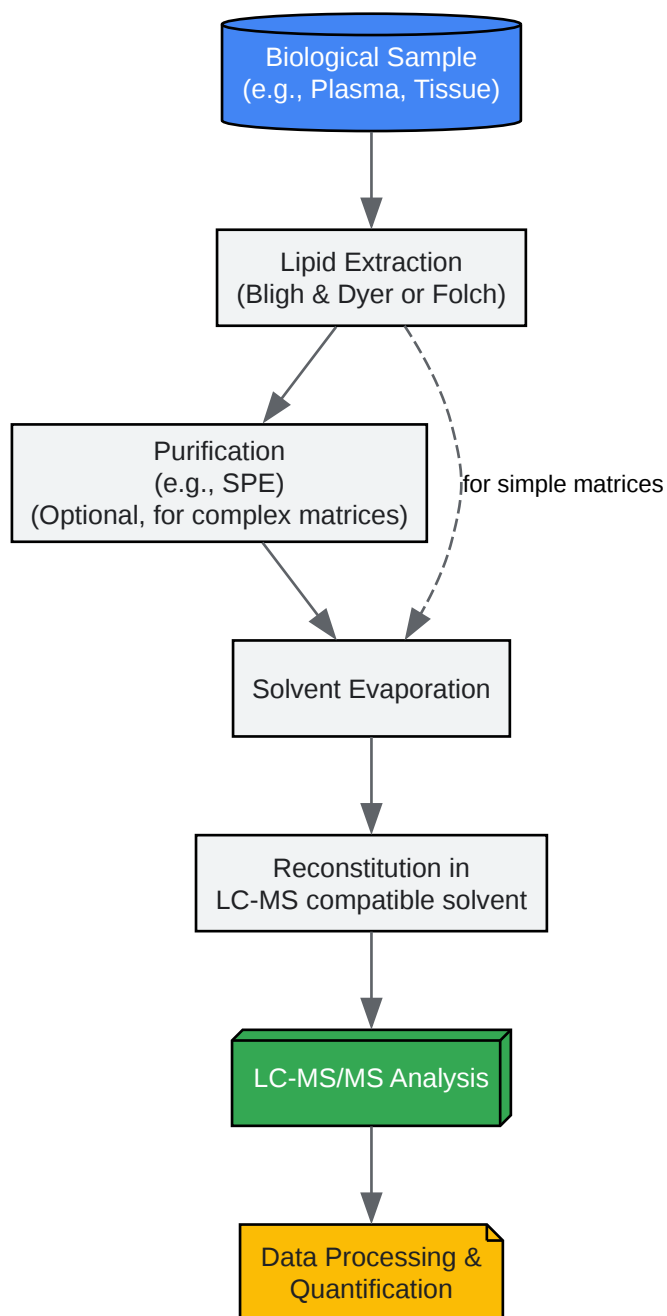 Biological Sample
(e.g., Plasma, Tissue)
Lipid Extraction
(Bligh & Dyer or Folch)
Purification
(e.g., SPE)
(Optional, for complex matrices)
for simple matrices
Solvent Evaporation
Reconstitution in
LC-MS compatible solvent
LC-MS/MS Analysis
Data Processing &
Quantification